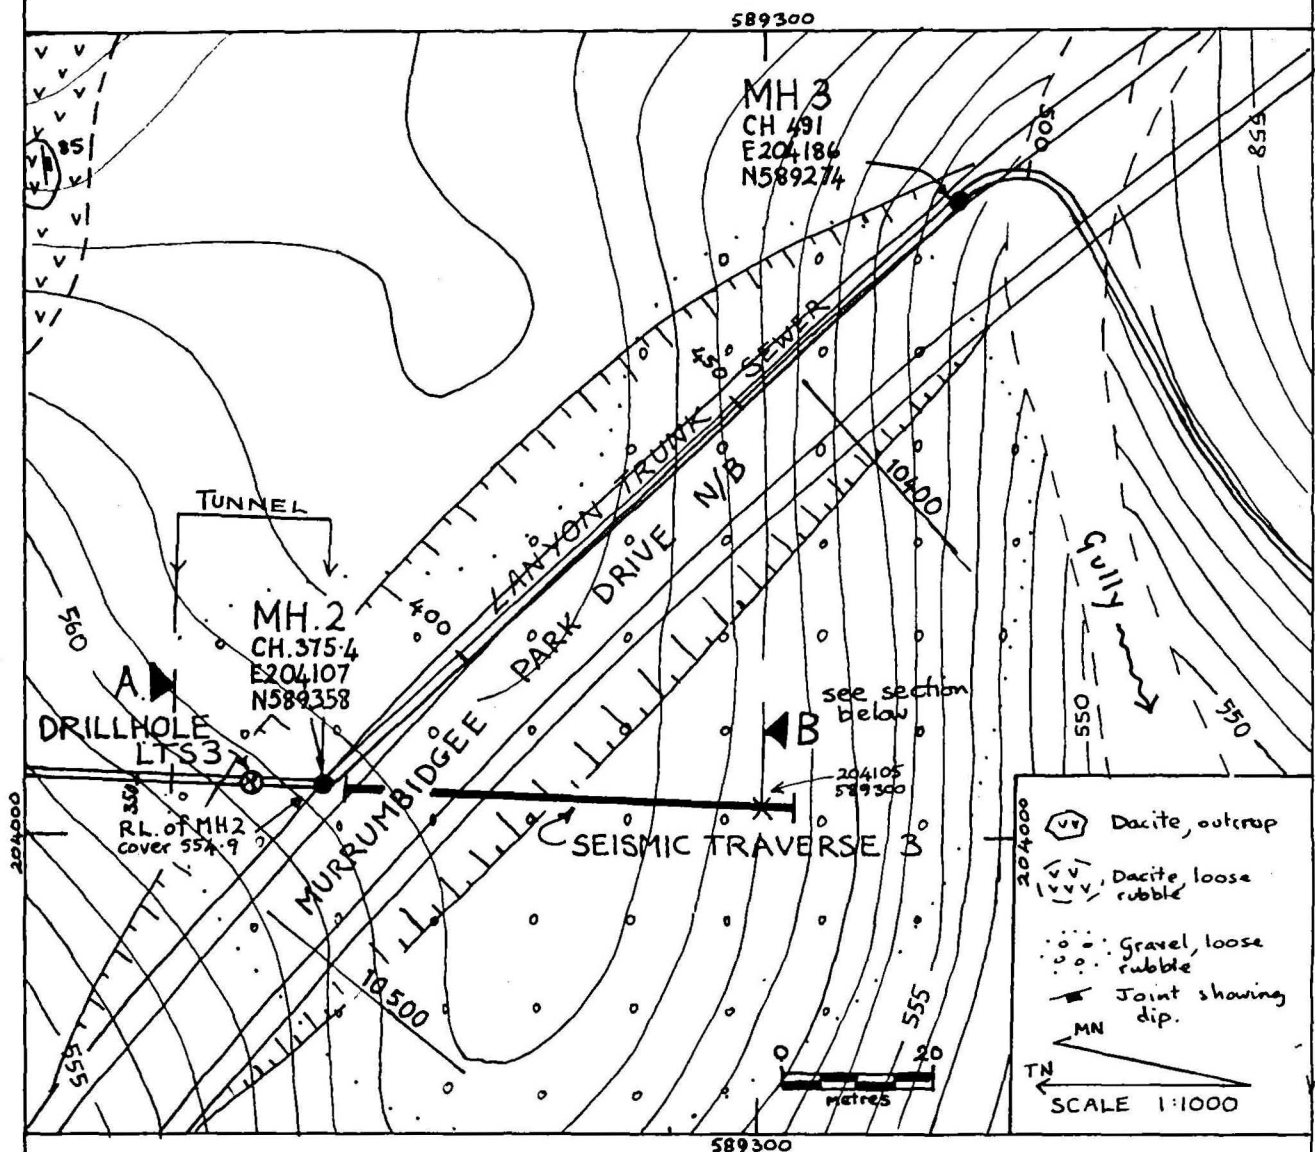 589300
MH 3
CH 491
E204186
N589274
500
558
85
SEWER
450
LANYON TRUNK
N/B
10400
TUNNEL
Gully
560
MH.2
CH.375.4
E204107
N589358
400
PARK DRIVE
A
see section
below
B
550
550
DRILLHOLE
LTS3
MURRUMBIDGEE
204105
589300
350
RL. of MH2
cover 554.9
204000
SEISMIC TRAVERSE 3
204000
Dacite, outcrop
Dacite, loose
rubble
Gravel, loose
rubble
Joint showing
dip.
MN
TN
SCALE 1:1000
10500
555
555
0 20
metres
589300